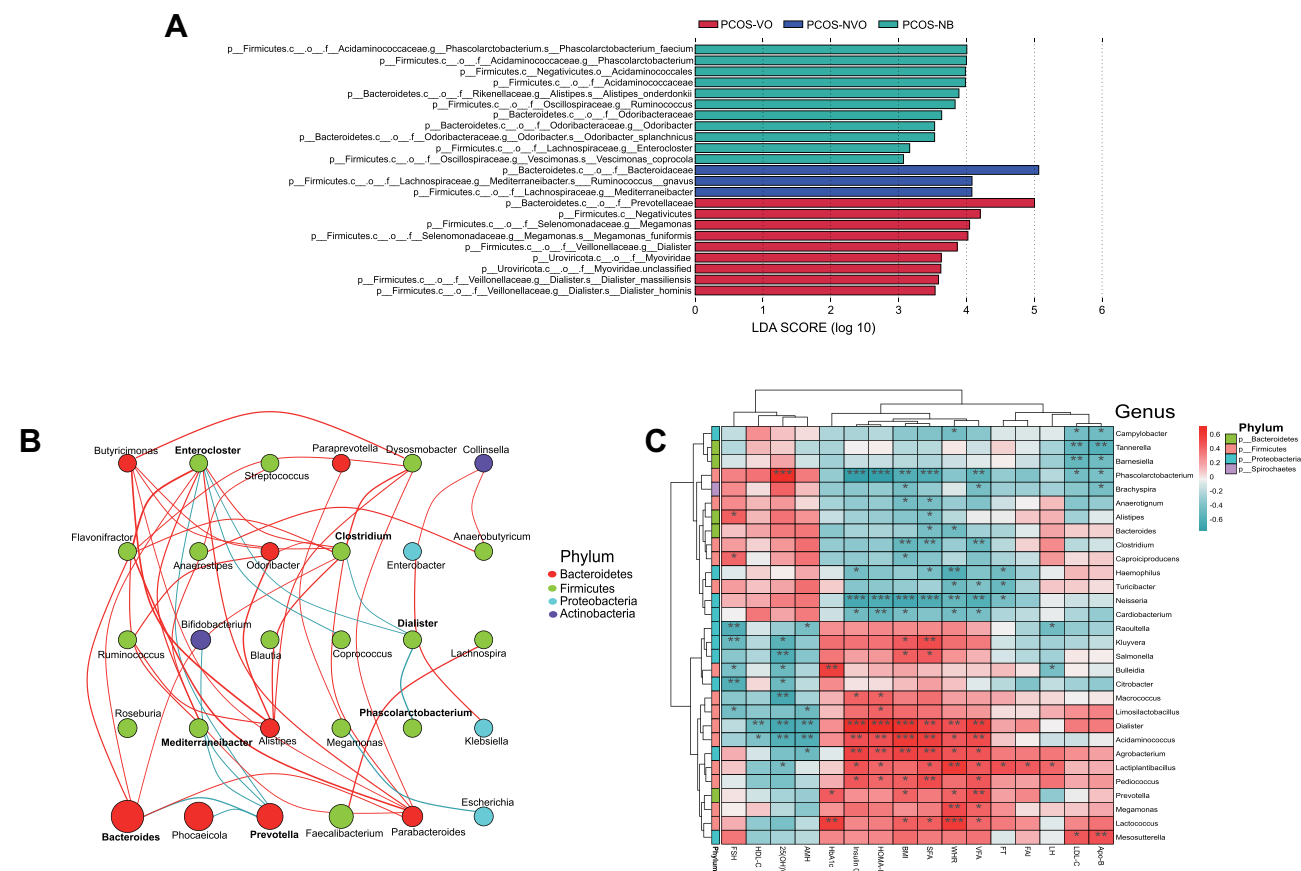 A
PCOS-VO PCOS-NVO PCOS-NB
p__Firmicutes.c__.o__.f__Acidaminococcaceae.g__Phascolarctobacterium.s__Phascolarctobacterium_faecium
p__Firmicutes.c__.o__.f__Acidaminococcaceae.g__Phascolarctobacterium
p__Firmicutes.c__Negativicutes.o__Acidaminococcales
p__Firmicutes.c__.o__.f__Acidaminococcaceae
p__Bacteroidetes.c__.o__.f__Rikenellaceae.g__Alistipes.s__Alistipes_onderdonkii
p__Firmicutes.c__.o__.f__Oscillospiraceae.g__Ruminococcus
p__Bacteroidetes.c__.o__.f__Odoribacteraceae
p__Bacteroidetes.c__.o__.f__Odoribacteraceae.g__Odoribacter
p__Bacteroidetes.c__.o__.f__Odoribacteraceae.g__Odoribacter.s__Odoribacter_splanchnicus
p__Firmicutes.c__.o__.f__Lachnospiraceae.g__Enterocloster
p__Firmicutes.c__.o__.f__Oscillospiraceae.g__Vescimonas.s__Vescimonas_coprocola
p__Bacteroidetes.c__.o__.f__Bacteroidaceae
p__Firmicutes.c__.o__.f__Lachnospiraceae.g__Mediterraneibacter.s___Ruminococcus__gnavus
p__Firmicutes.c__.o__.f__Lachnospiraceae.g__Mediterraneibacter
p__Bacteroidetes.c__.o__.f__Prevotellaceae
p__Firmicutes.c__Negativicutes
p__Firmicutes.c__.o__.f__Selenomonadaceae.g__Megamonas
p__Firmicutes.c__.o__.f__Selenomonadaceae.g__Megamonas.s__Megamonas_funiformis
p__Firmicutes.c__.o__.f__Veillonellaceae.g__Dialister
p__Uroviricota.c__.o__.f__Myoviridae
p__Uroviricota.c__.o__.f__Myoviridae.unclassified
p__Firmicutes.c__.o__.f__Veillonellaceae.g__Dialister.s__Dialister_massiliensis
p__Firmicutes.c__.o__.f__Veillonellaceae.g__Dialister.s__Dialister_hominis
0 1 2 3 4 5 6
LDA SCORE (log 10)
B
Butyricimonas Enterocloster Streptococcus Paraprevotella Dysosmobacter Collinsella
Flavonifractor Anaerostipes Odoribacter Clostridium Enterobacter Anaerobutyricum
Ruminococcus Bifidobacterium Blautia Coprococcus Dialister Lachnospira
Roseburia Mediterraneibacter Alistipes Megamonas Phascolarctobacterium Klebsiella
Bacteroides Phocaeicola Prevotella Faecalibacterium Parabacteroides Escherichia
Phylum
Bacteroidetes
Firmicutes
Proteobacteria
Actinobacteria
C
Genus
Campylobacter
Tannerella
Barnesiella
Phascolarctobacterium
Brachyspira
Anaerotignum
Alistipes
Bacteroides
Clostridium
Caproiciproducens
Haemophilus
Turicibacter
Neisseria
Cardiobacterium
Raoultella
Kluyvera
Salmonella
Bulleidia
Citrobacter
Macrococcus
Limosilactobacillus
Dialister
Acidaminococcus
Agrobacterium
Lactiplantibacillus
Pediococcus
Prevotella
Megamonas
Lactococcus
Mesosutterella
Phylum FSH HDL-C 25(OH) AMH HbA1c Insulin HOMA-I BMI SFA WHR VFA FT FAI LH LDL-C Apo-B
0.6
0.4
0.2
0
-0.2
-0.4
-0.6
Phylum
p__Bacteroidetes
p__Firmicutes
p__Proteobacteria
p__Spirochaetes